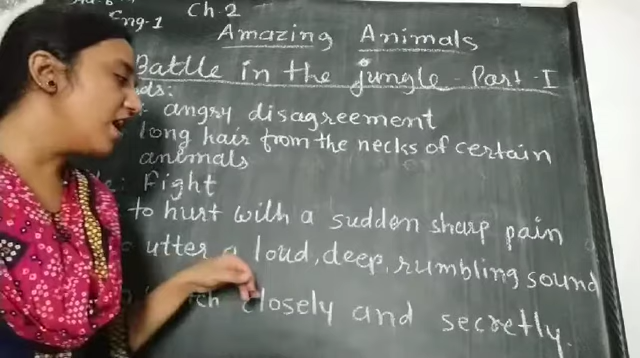 Eng-1 Ch.2
Amazing Animals
Battle in the jungle - Part - I
ds:
: angry disagreement
long hair from the necks of certain
animals
: Fight
to hurt with a sudden sharp pain
utter a loud, deep, rumbling sound
closely and secretly.